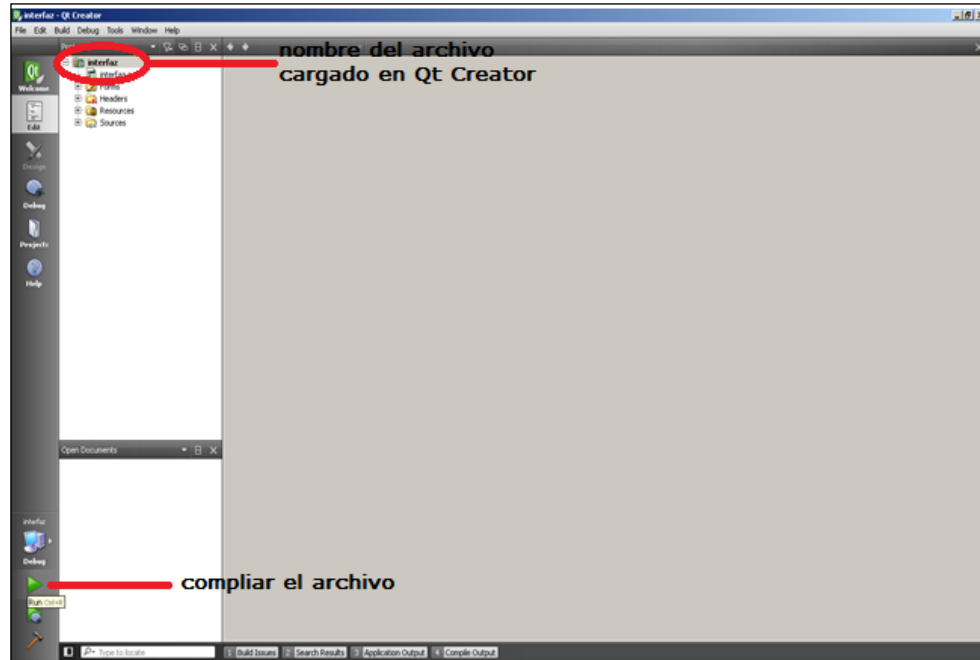 interfaz - Qt Creator
File Edit Build Debug Tools Window Help
nombre del archivo
cargado en Qt Creator
interfaz
Forms
Headers
Resources
Sources
Welcome
Edit
Design
Debug
Projects
Help
Open Documents
interfaz
Debug
compliar el archivo
Run Ctrl+R
Type to locate
1 Build Issues 2 Search Results 3 Application Output 4 Compile Output